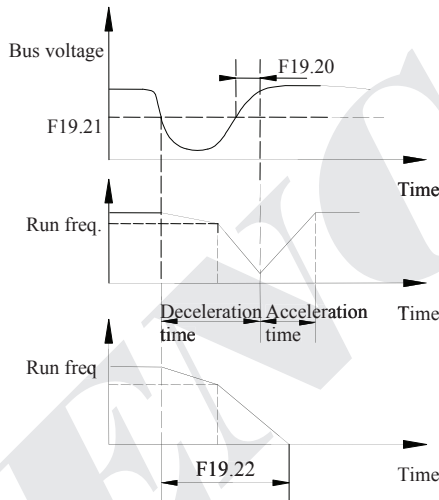 Bus voltage
F19.20
F19.21
Time
Run freq.
Deceleration Acceleration
time time
Time
Run freq
F19.22
Time
ENC